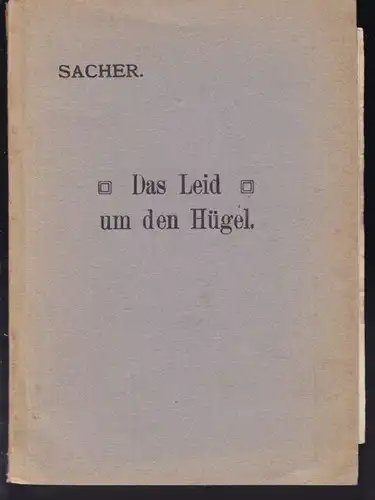 SACHER.
Das Leid
um den Hügel.